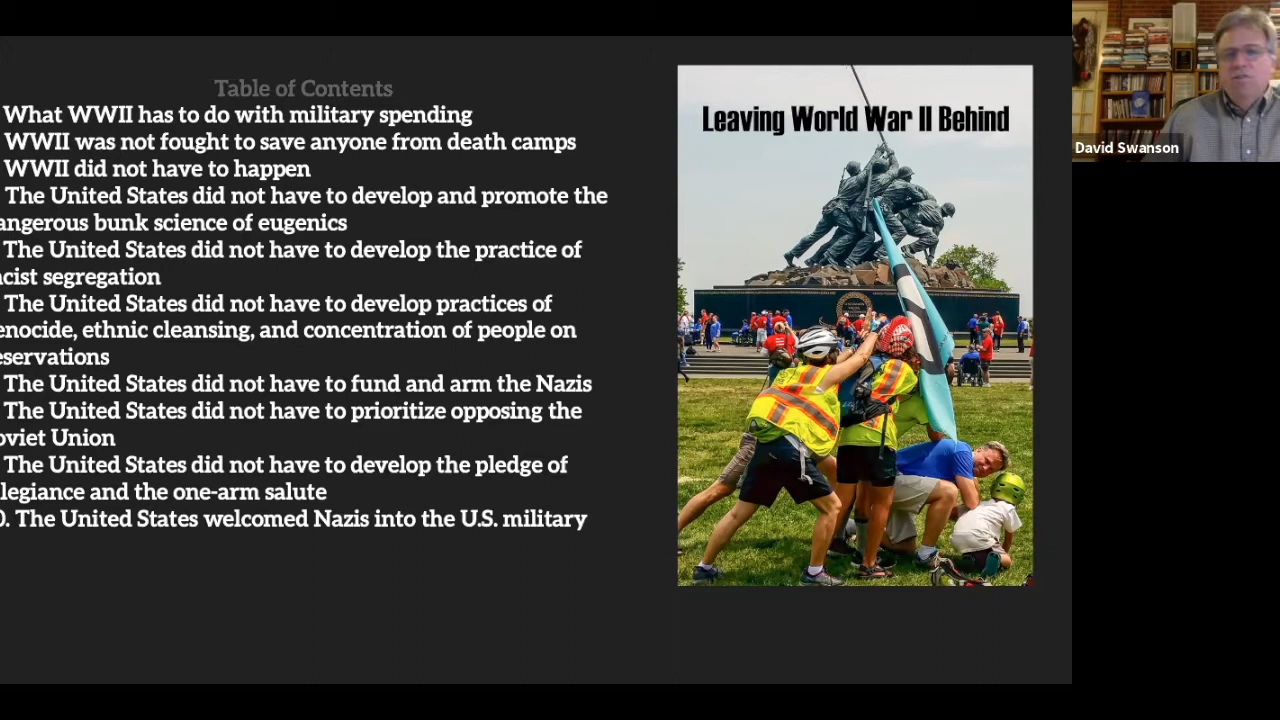 Table of Contents
What WWII has to do with military spending
WWII was not fought to save anyone from death camps
WWII did not have to happen
The United States did not have to develop and promote the
angerous bunk science of eugenics
The United States did not have to develop the practice of
cist segregation
The United States did not have to develop practices of
enocide, ethnic cleansing, and concentration of people on
eservations
The United States did not have to fund and arm the Nazis
The United States did not have to prioritize opposing the
oviet Union
The United States did not have to develop the pledge of
llegiance and the one-arm salute
0. The United States welcomed Nazis into the U.S. military
Leaving World War II Behind
David Swanson